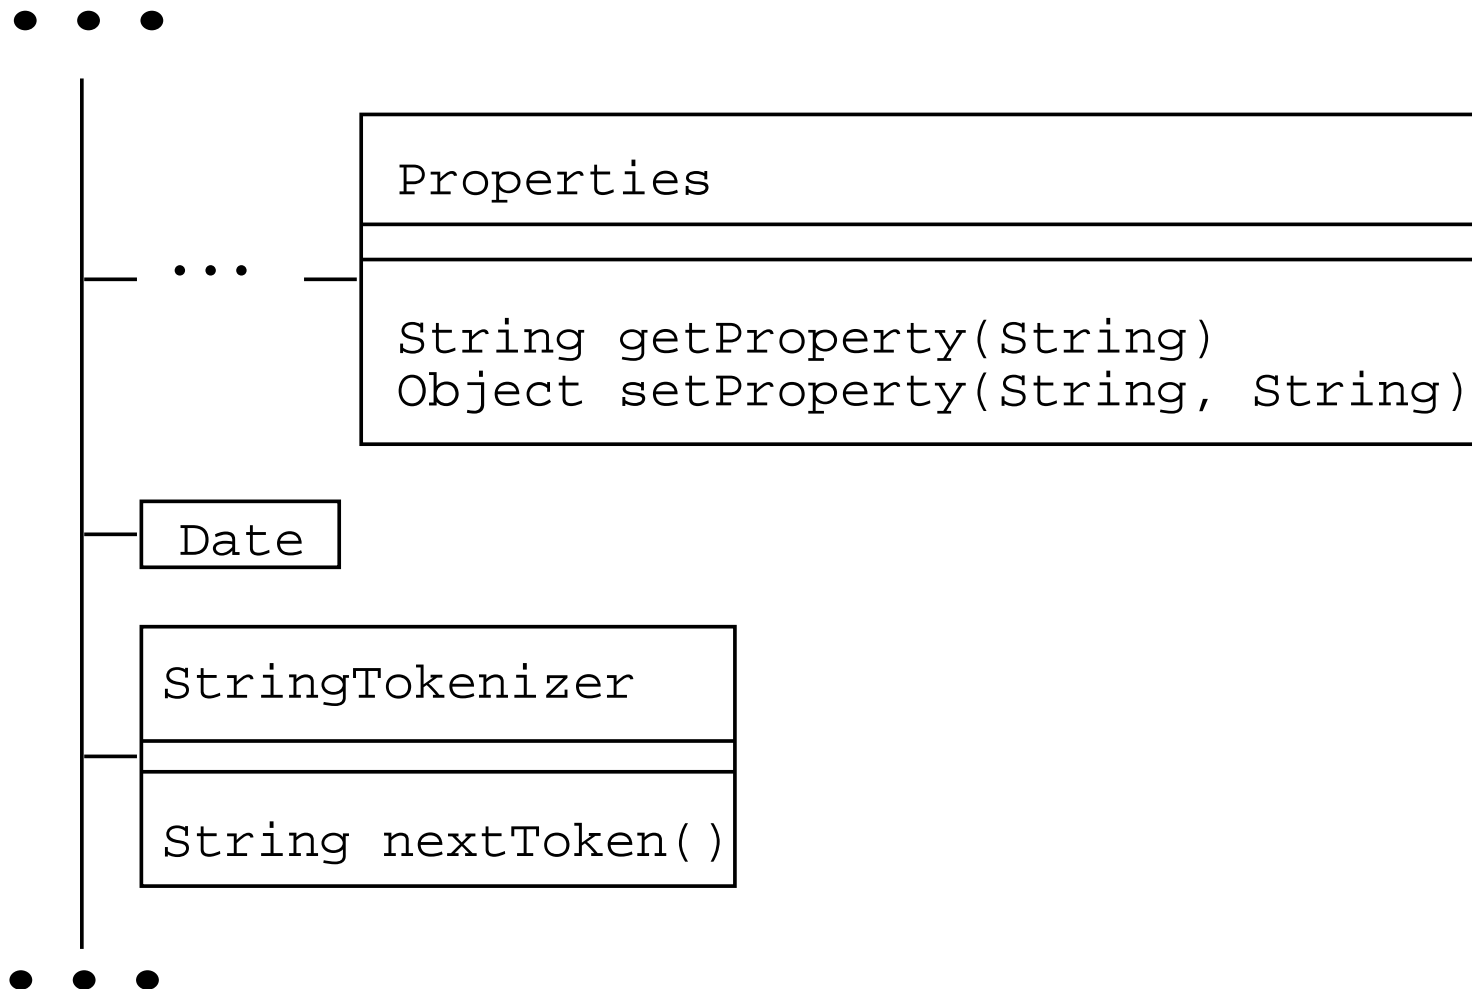 • • •
Properties
...
String getProperty(String)
Object setProperty(String, String)
Date
StringTokenizer
String nextToken()
• • •